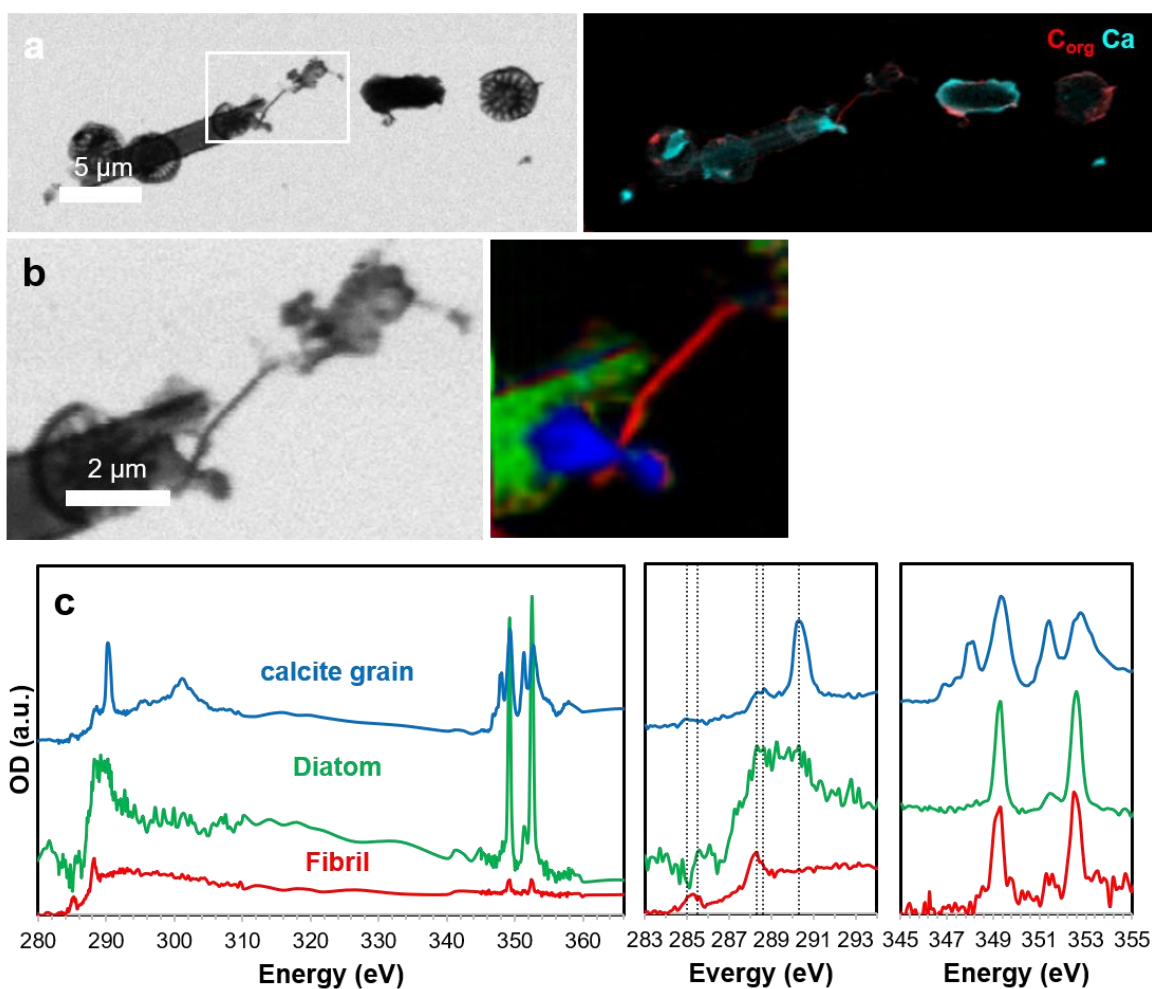 a
C_org Ca
5 µm
b
2 µm
c
calcite grain
Diatom
Fibril
OD (a.u.)
280 290 300 310 320 330 340 350 360
283 285 287 289 291 293
345 347 349 351 353 355
Energy (eV)
Evergy (eV)
Energy (eV)